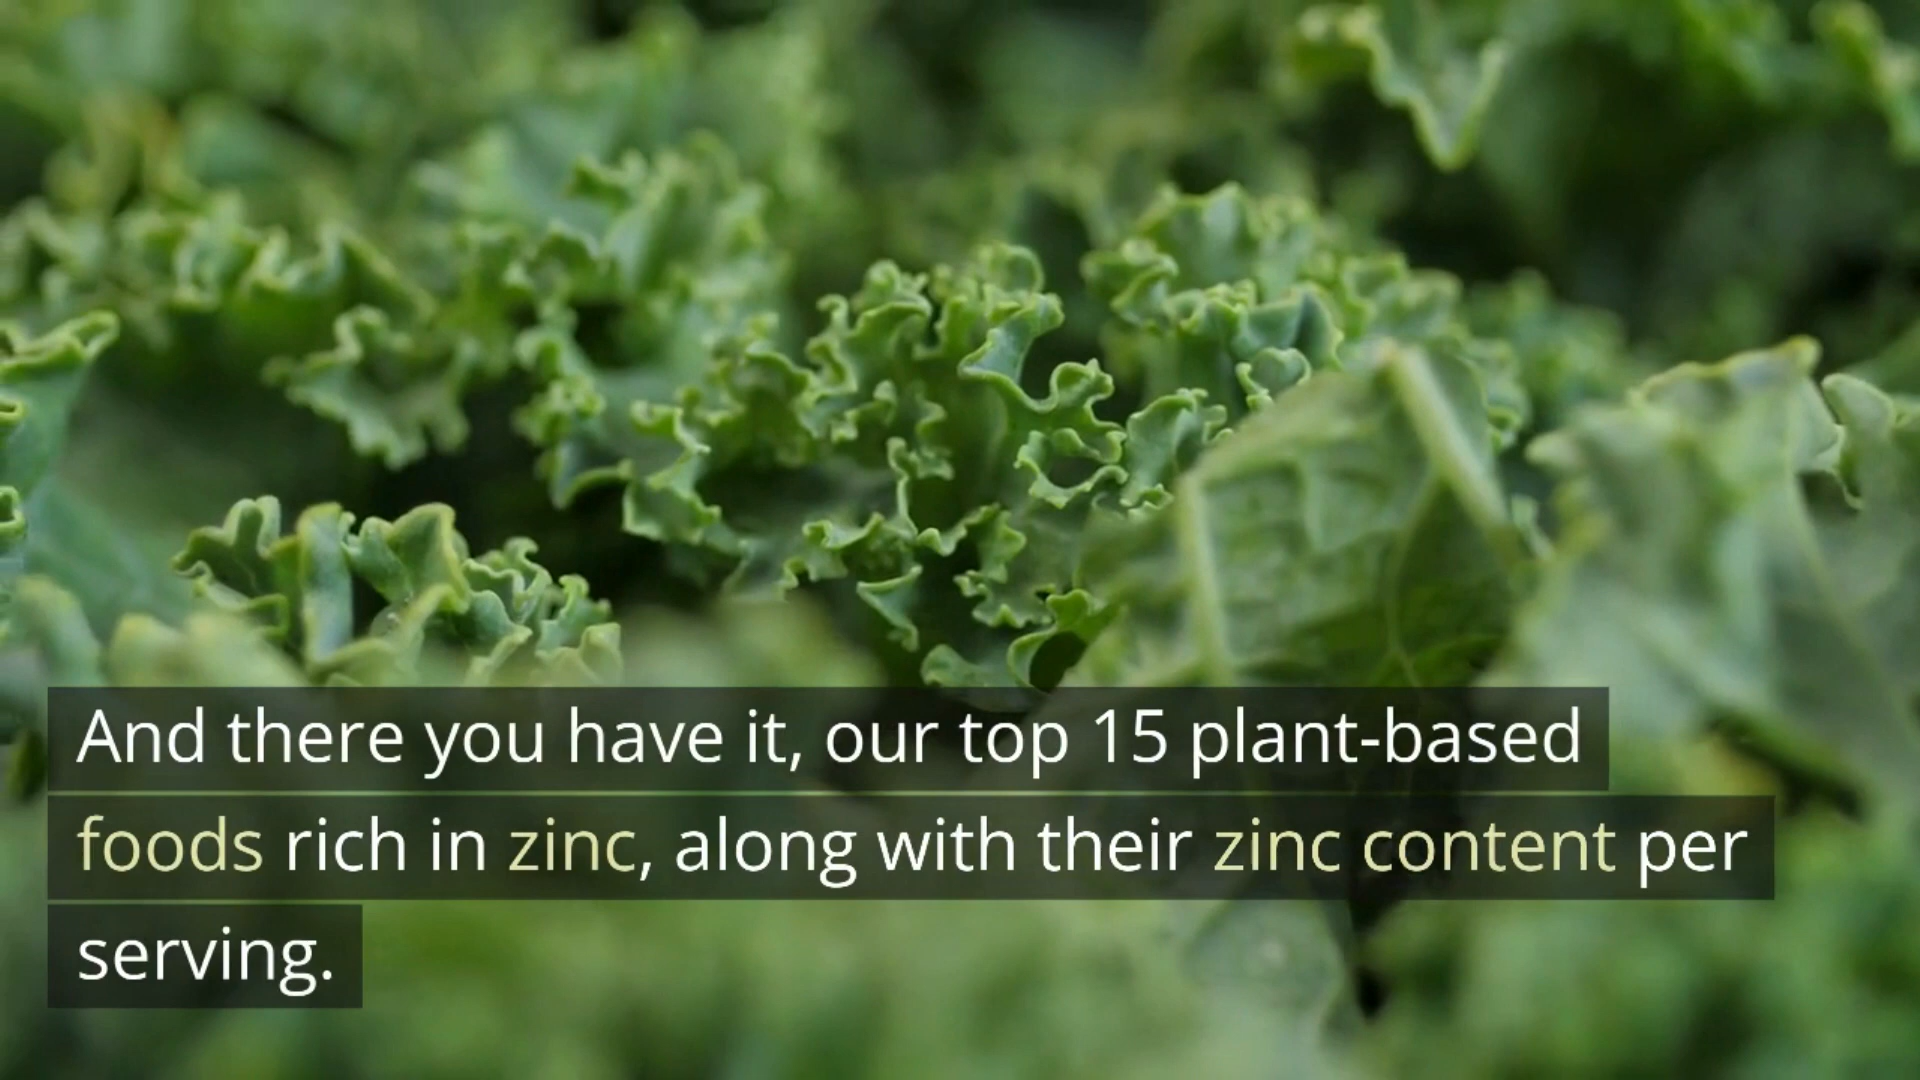 And there you have it, our top 15 plant-based
foods rich in zinc, along with their zinc content per
serving.